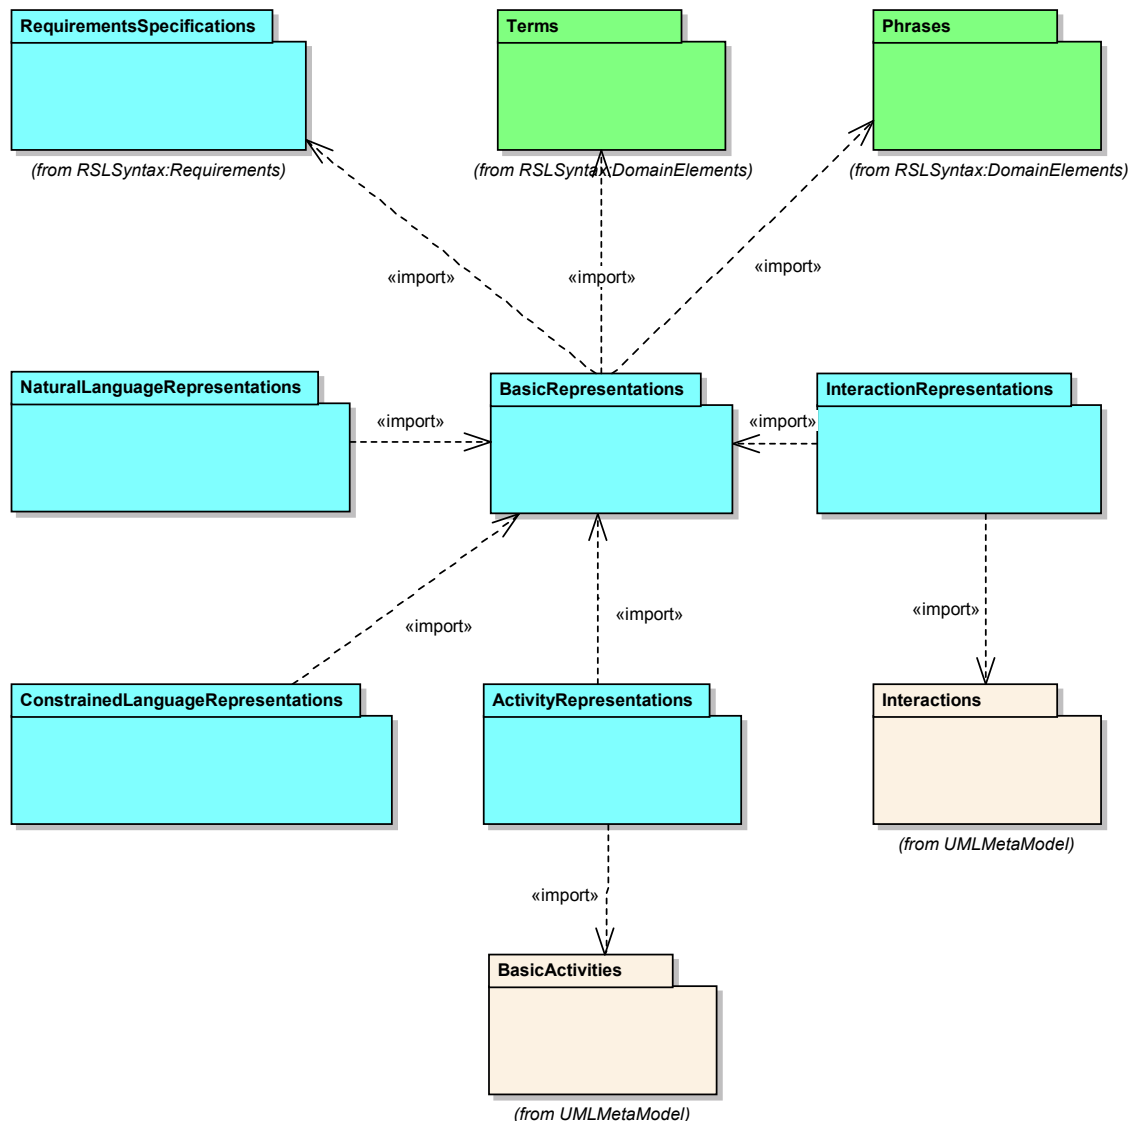 RequirementsSpecifications
Terms
Phrases
(from RSLSyntax:Requirements)
(from RSLSyntax:DomainElements)
(from RSLSyntax:DomainElements)
«import»
«import»
«import»
NaturalLanguageRepresentations
BasicRepresentations
InteractionRepresentations
«import»
«import»
«import»
«import»
«import»
ConstrainedLanguageRepresentations
ActivityRepresentations
Interactions
(from UMLMetaModel)
«import»
BasicActivities
(from UMLMetaModel)